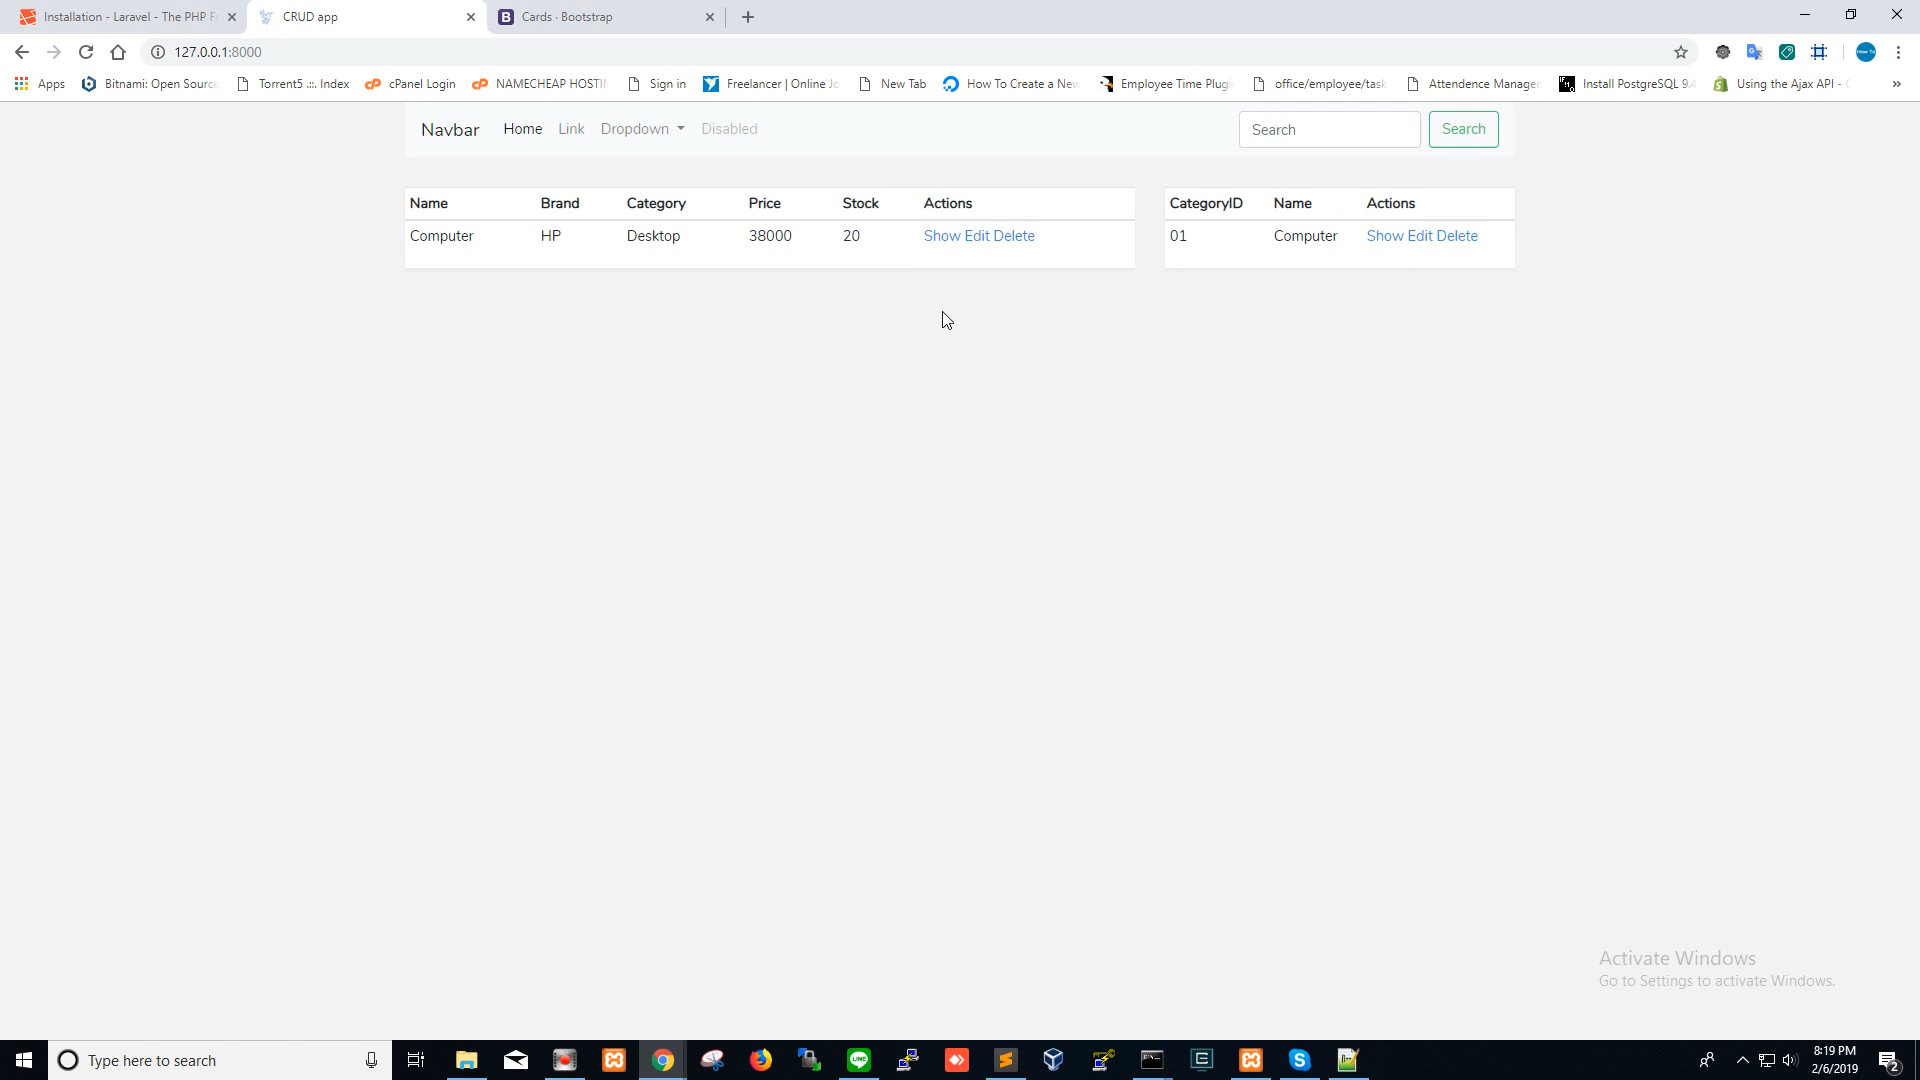 Installation - Laravel - The PHP F
CRUD app
Cards · Bootstrap
127.0.0.1:8000
Apps
Bitnami: Open Source
Torrent5 .::. Index
cPanel Login
NAMECHEAP HOSTI
Sign in
Freelancer | Online Jo
New Tab
How To Create a New
Employee Time Plugi
office/employee/task
Attendence Manager
Install PostgreSQL 9.4
Using the Ajax API -
Navbar Home Link Dropdown Disabled Search Search
Name Brand Category Price Stock Actions
Computer HP Desktop 38000 20 Show Edit Delete
CategoryID Name Actions
01 Computer Show Edit Delete
Activate Windows
Go to Settings to activate Windows.
Type here to search
8:19 PM
2/6/2019
2